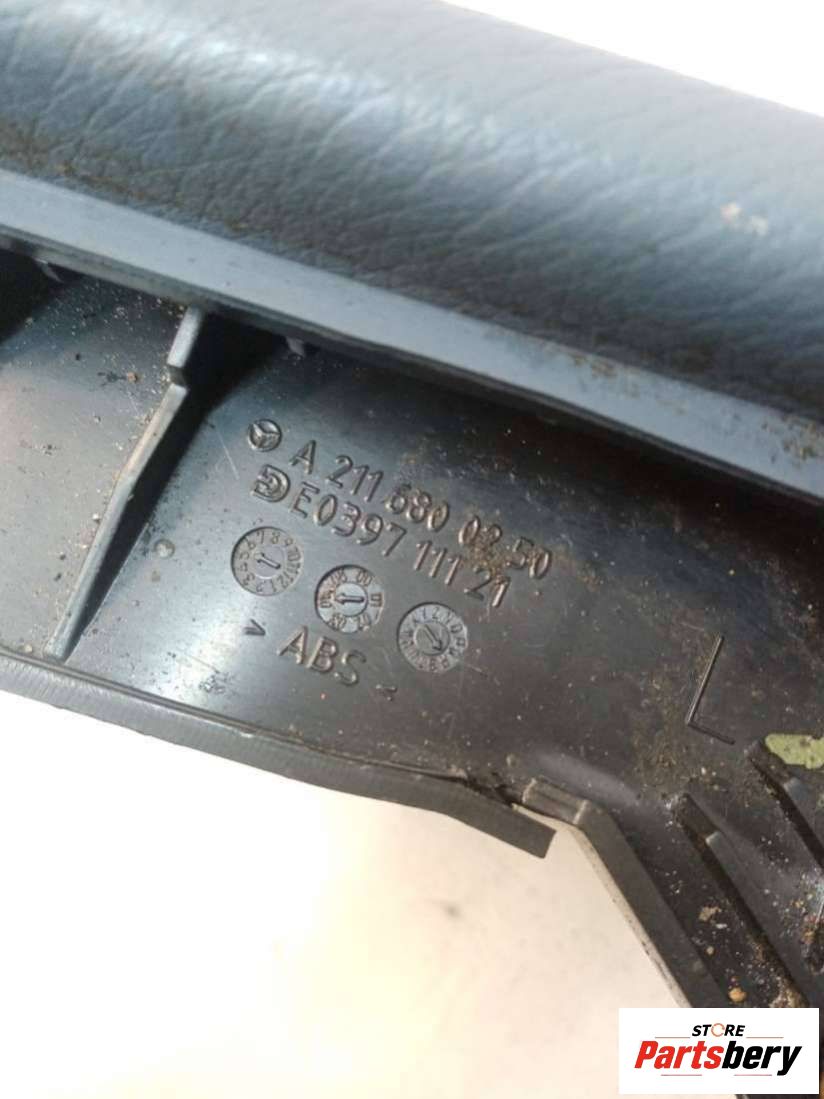 A 211 680 02 50
E0397 111 21
> ABS <
L
STORE
Partsbery